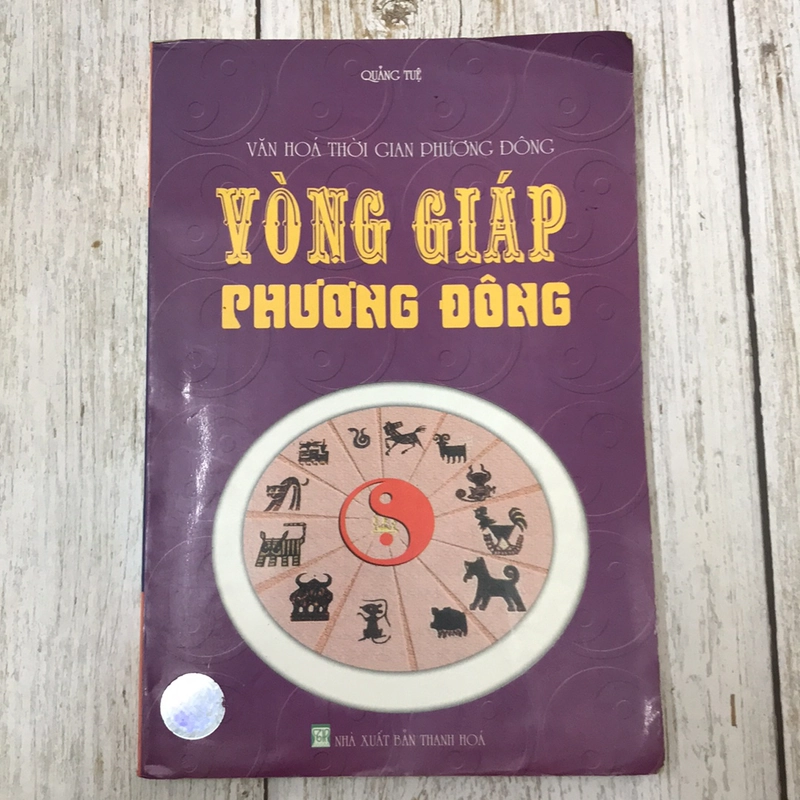 QUẢNG TUỆ
VĂN HOÁ THỜI GIAN PHƯƠNG ĐÔNG
VÒNG GIÁP
PHƯƠNG ĐÔNG
NHÀ XUẤT BẢN THANH HOÁ